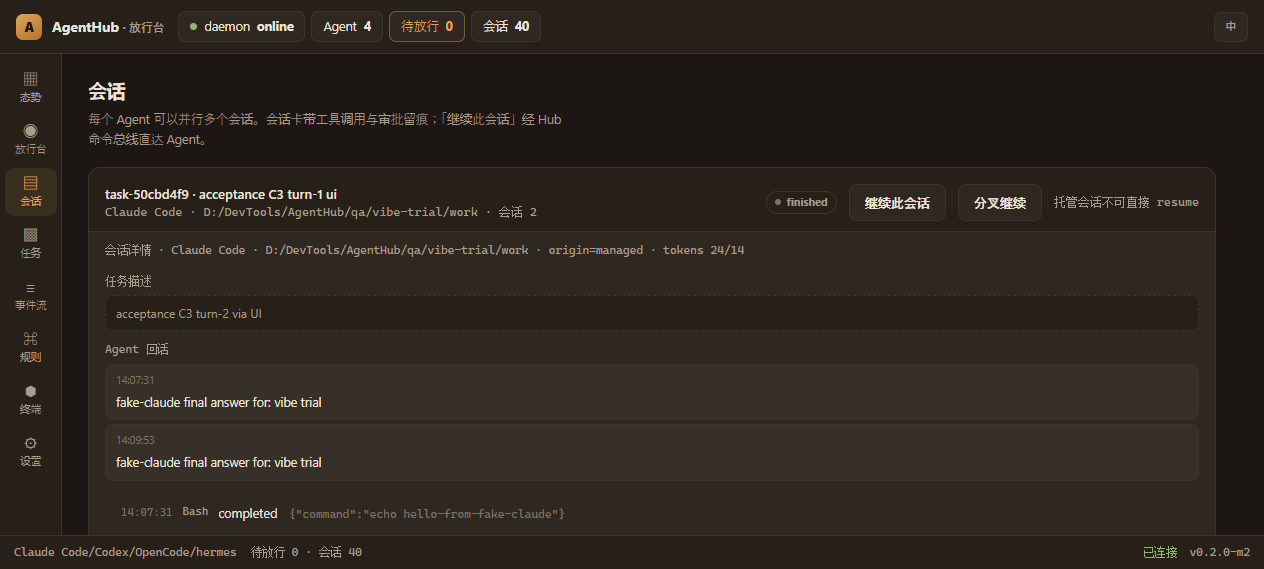 A AgentHub · 放行台 daemon online Agent 4 待放行 0 会话 40 中
态势
放行台
会话
任务
事件流
规则
终端
设置
会话
每个 Agent 可以并行多个会话。会话卡带工具调用与审批留痕；「继续此会话」经 Hub
命令总线直达 Agent。
task-50cbd4f9 · acceptance C3 turn-1 ui
Claude Code · D:/DevTools/AgentHub/qa/vibe-trial/work · 会话 2
finished 继续此会话 分叉继续 托管会话不可直接 resume
会话详情 · Claude Code · D:/DevTools/AgentHub/qa/vibe-trial/work · origin=managed · tokens 24/14
任务描述
acceptance C3 turn-2 via UI
Agent 回话
14:07:31
fake-claude final answer for: vibe trial
14:09:53
fake-claude final answer for: vibe trial
14:07:31 Bash completed {"command":"echo hello-from-fake-claude"}
Claude Code/Codex/OpenCode/hermes 待放行 0 · 会话 40 已连接 v0.2.0-m2